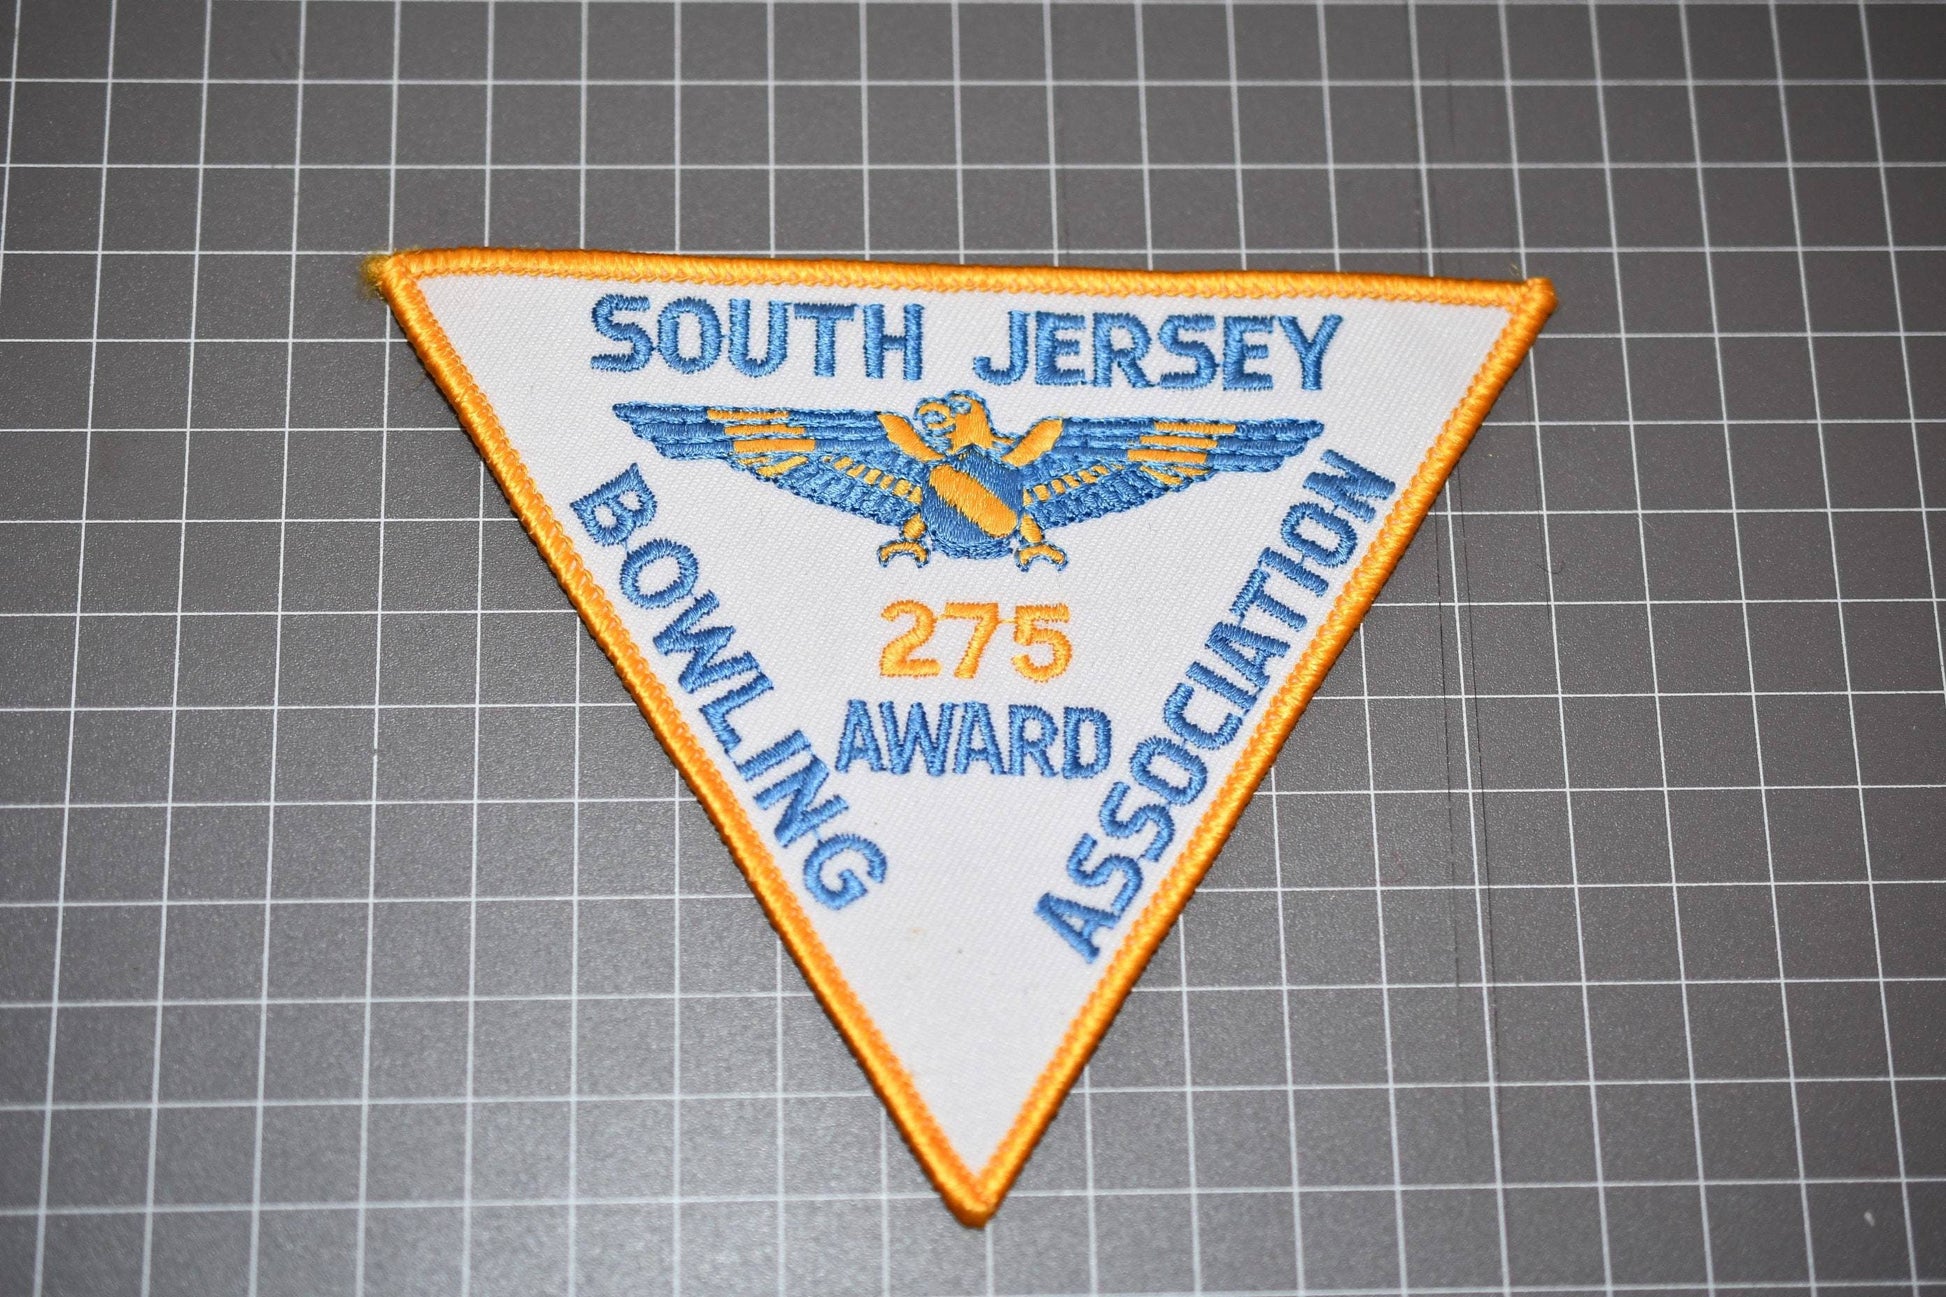 SOUTH JERSEY
BOWLING
ASSOCIATION
275
AWARD